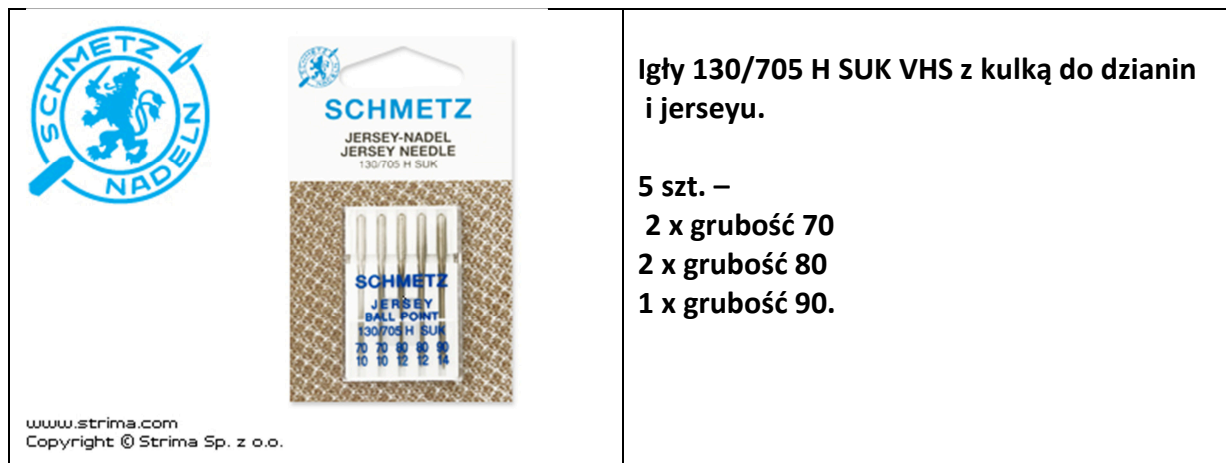 SCHMETZ
NADELN
SCHMETZ
JERSEY-NADEL
JERSEY NEEDLE
130/705 H SUK
SCHMETZ
JERSEY
BALL POINT
130/705 H SUK
70 70 80 80 90
10 10 12 12 14
www.strima.com
Copyright © Strima Sp. z o.o.
Igły 130/705 H SUK VHS z kulką do dzianin
i jerseyu.
5 szt. –
2 x grubość 70
2 x grubość 80
1 x grubość 90.